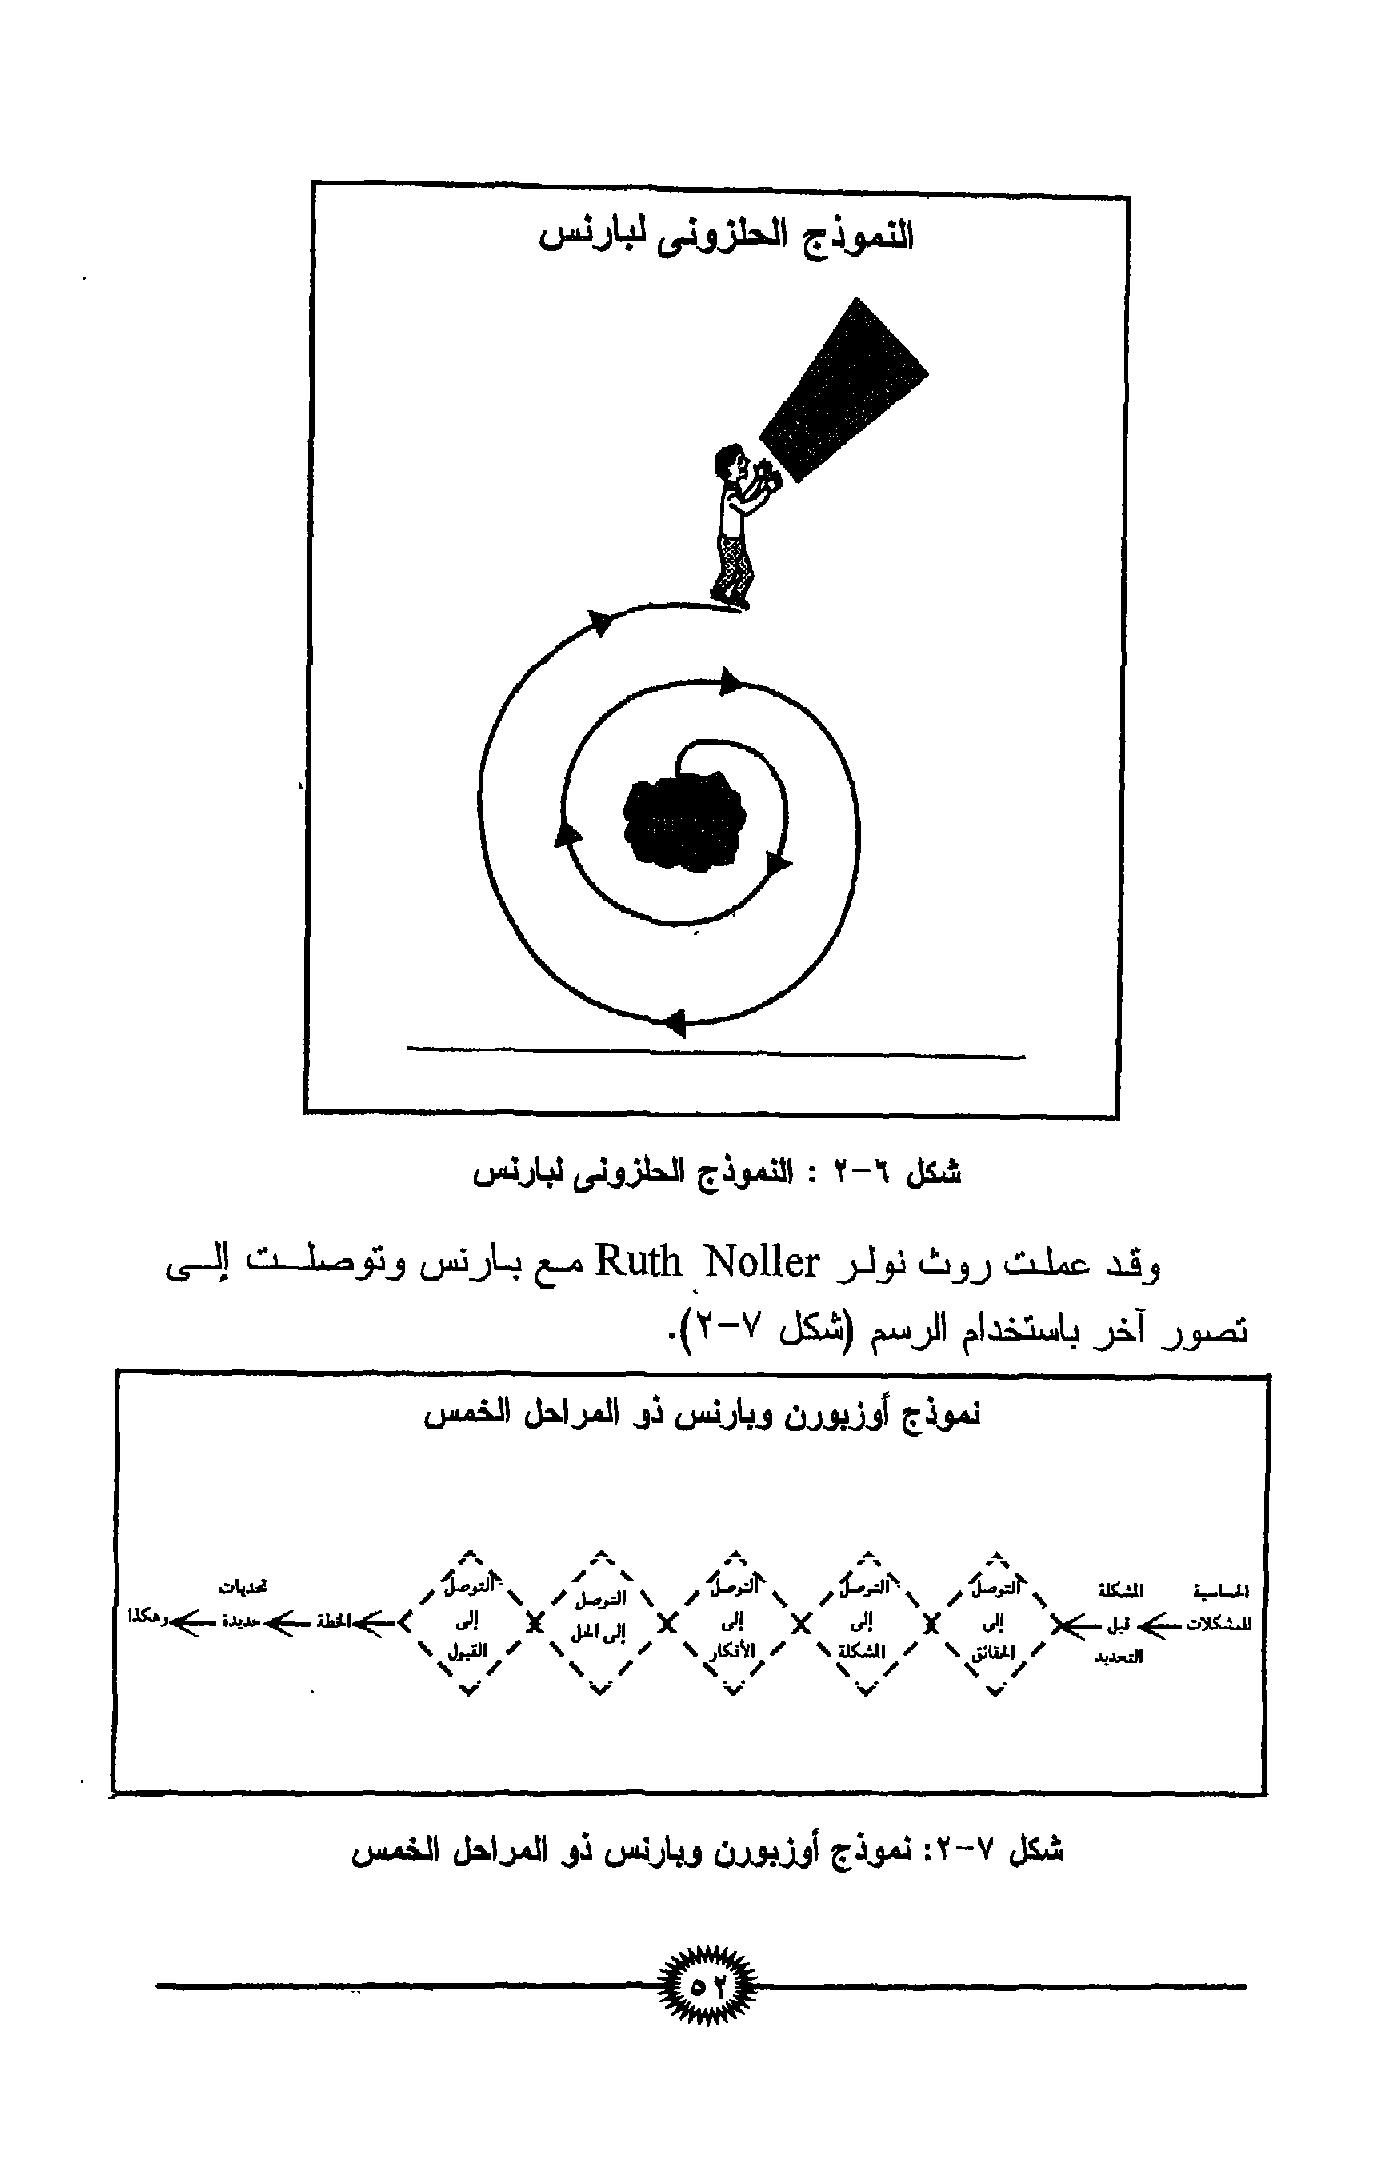 النموذج الحلزونى لبارنس
شكل ٦-٢ : النموذج الحلزونى لبارنس
وقد عملت روث نولر Ruth Noller مع بارنس وتوصلت إلى
تصور آخر باستخدام الرسم (شكل ٧-٢).
نموذج أوزبورن وبارنس ذو المراحل الخمس
الحساسية
للمشكلات
المشكلة
قبل
التحديد
التوصل
إلى
الحقائق
التوصل
إلى
المشكلة
التوصل
إلى
الأفكار
التوصل
إلى الحل
التوصل
إلى
القبول
الخطة
تحديات
جديدة
وهكذا
شكل ٧-٢: نموذج أوزبورن وبارنس ذو المراحل الخمس
٥٢